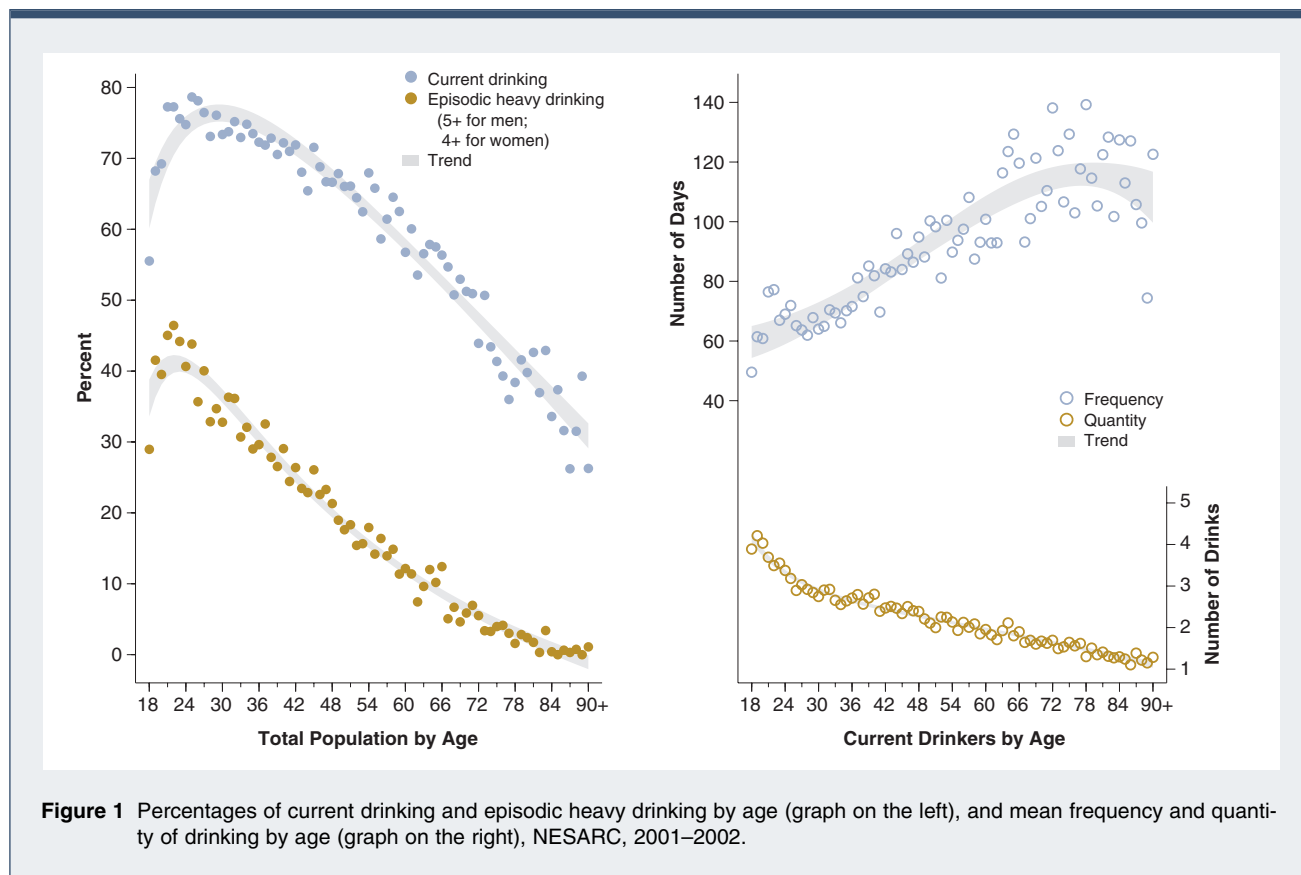 80
70
60
50
40
30
20
10
0
Percent
Current drinking
Episodic heavy drinking
(5+ for men;
4+ for women)
Trend
18 24 30 36 42 48 54 60 66 72 78 84 90+
Total Population by Age
140
120
100
80
60
40
Number of Days
Frequency
Quantity
Trend
5
4
3
2
1
Number of Drinks
18 24 30 36 42 48 54 60 66 72 78 84 90+
Current Drinkers by Age
Figure 1 Percentages of current drinking and episodic heavy drinking by age (graph on the left), and mean frequency and quanti-
ty of drinking by age (graph on the right), NESARC, 2001–2002.